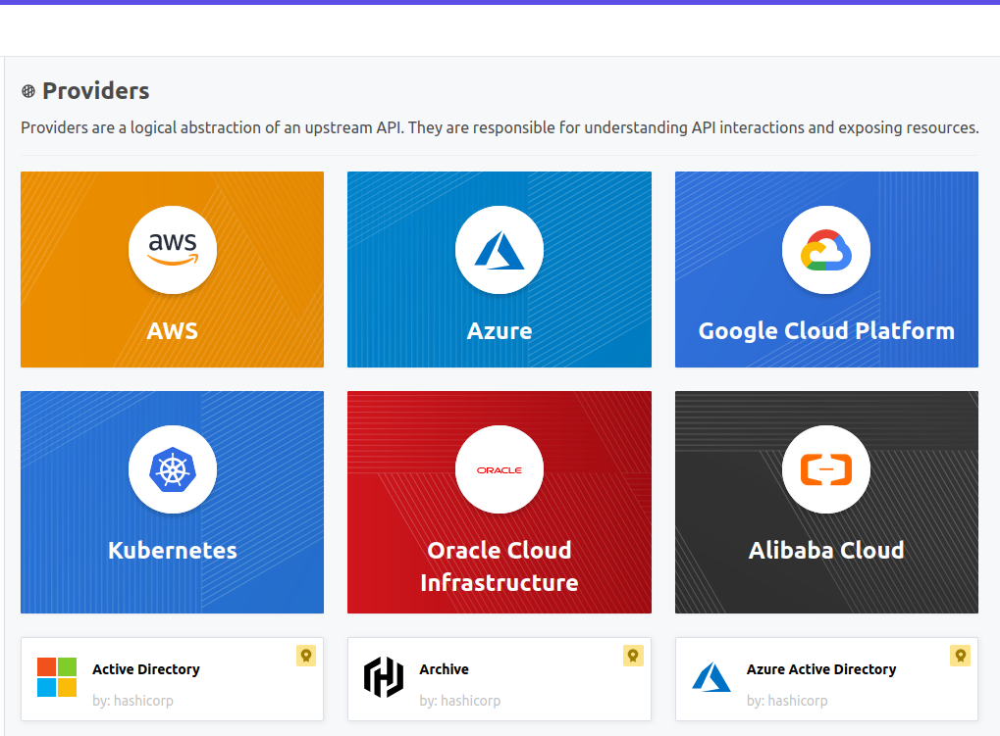 Providers
Providers are a logical abstraction of an upstream API. They are responsible for understanding API interactions and exposing resources.
aws
AWS
Azure
Google Cloud Platform
Kubernetes
ORACLE
Oracle Cloud
Infrastructure
Alibaba Cloud
Active Directory
by: hashicorp
Archive
by: hashicorp
Azure Active Directory
by: hashicorp